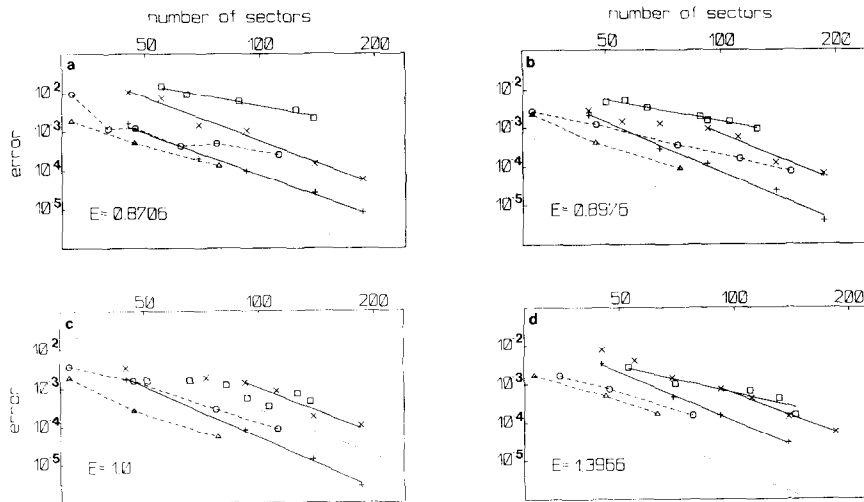 number of sectors
number of sectors
50 100 200
50 100 200
a
b
10^2
10^3
10^4
10^-5
error
E= 0.8706
10^-2
10^-3
10^-4
10^-5
E= 0.8976
50 100 200
50 100 200
c
d
10^2
10^-3
10^-4
10^-5
error
E= 1.0
10^-2
10^-3
10^-4
10^-5
E= 1.3966